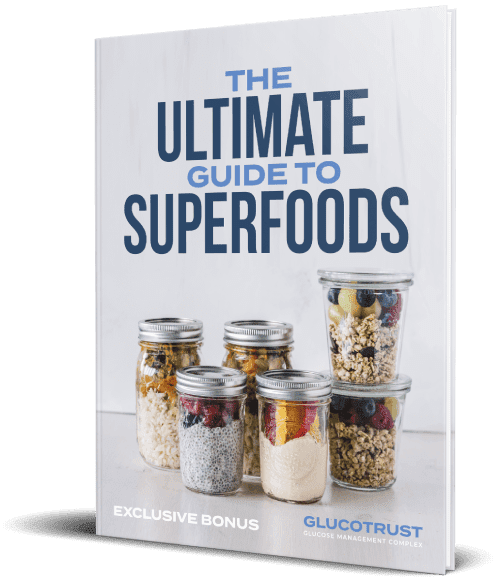 THE
ULTIMATE
GUIDE TO
SUPERFOODS
EXCLUSIVE BONUS
GLUCOTRUST
GLUCOSE MANAGEMENT COMPLEX